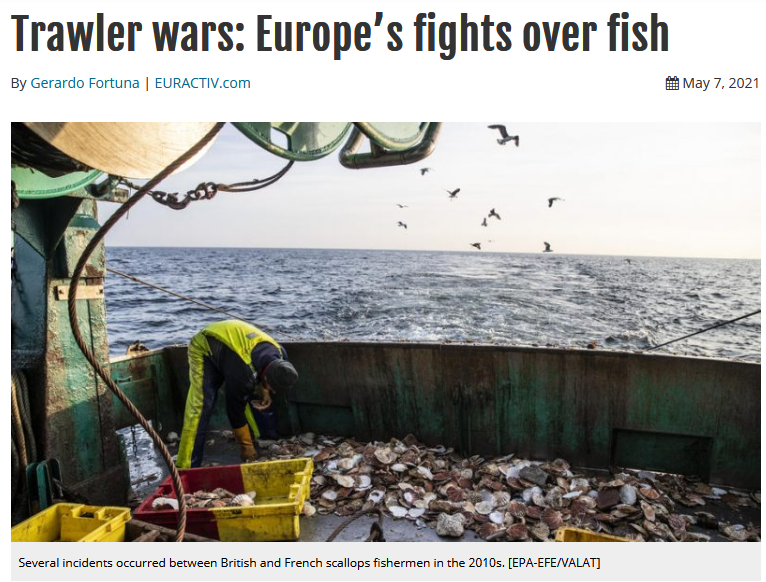 Trawler wars: Europe’s fights over fish
By Gerardo Fortuna | EURACTIV.com
May 7, 2021
Several incidents occurred between British and French scallops fishermen in the 2010s. [EPA-EFE/VALAT]